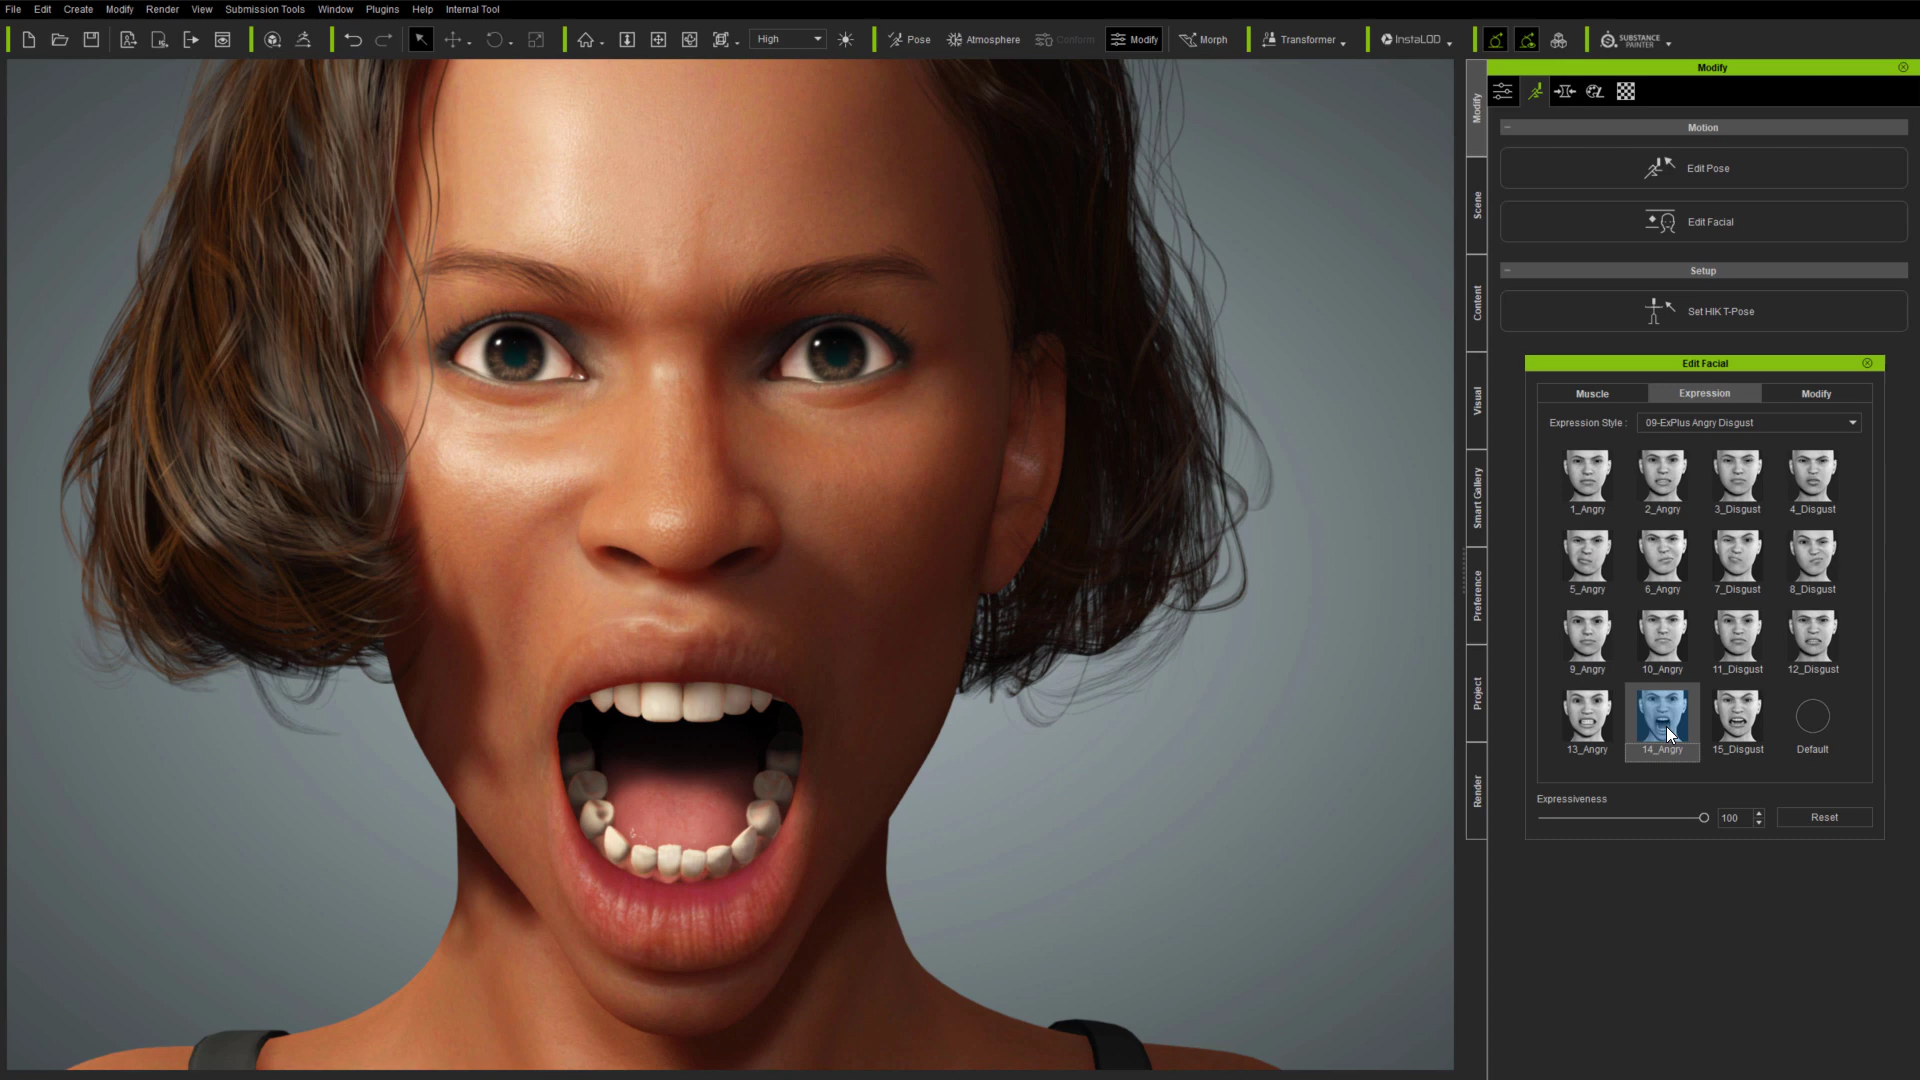 File Edit Create Modify Render View Submission Tools Window Plugins Help Internal Tool
High Pose Atmosphere Conform Modify Morph Transformer InstaLOD SUBSTANCE PAINTER
Modify
Motion
Edit Pose
Edit Facial
Setup
Set HIK T-Pose
Modify
Scene
Content
Visual
Smart Gallery
Preference
Project
Render
Edit Facial
Muscle Expression Modify
Expression Style : 09-ExPlus Angry Disgust
1_Angry 2_Angry 3_Disgust 4_Disgust
5_Angry 6_Angry 7_Disgust 8_Disgust
9_Angry 10_Angry 11_Disgust 12_Disgust
13_Angry 14_Angry 15_Disgust Default
Expressiveness
100 Reset